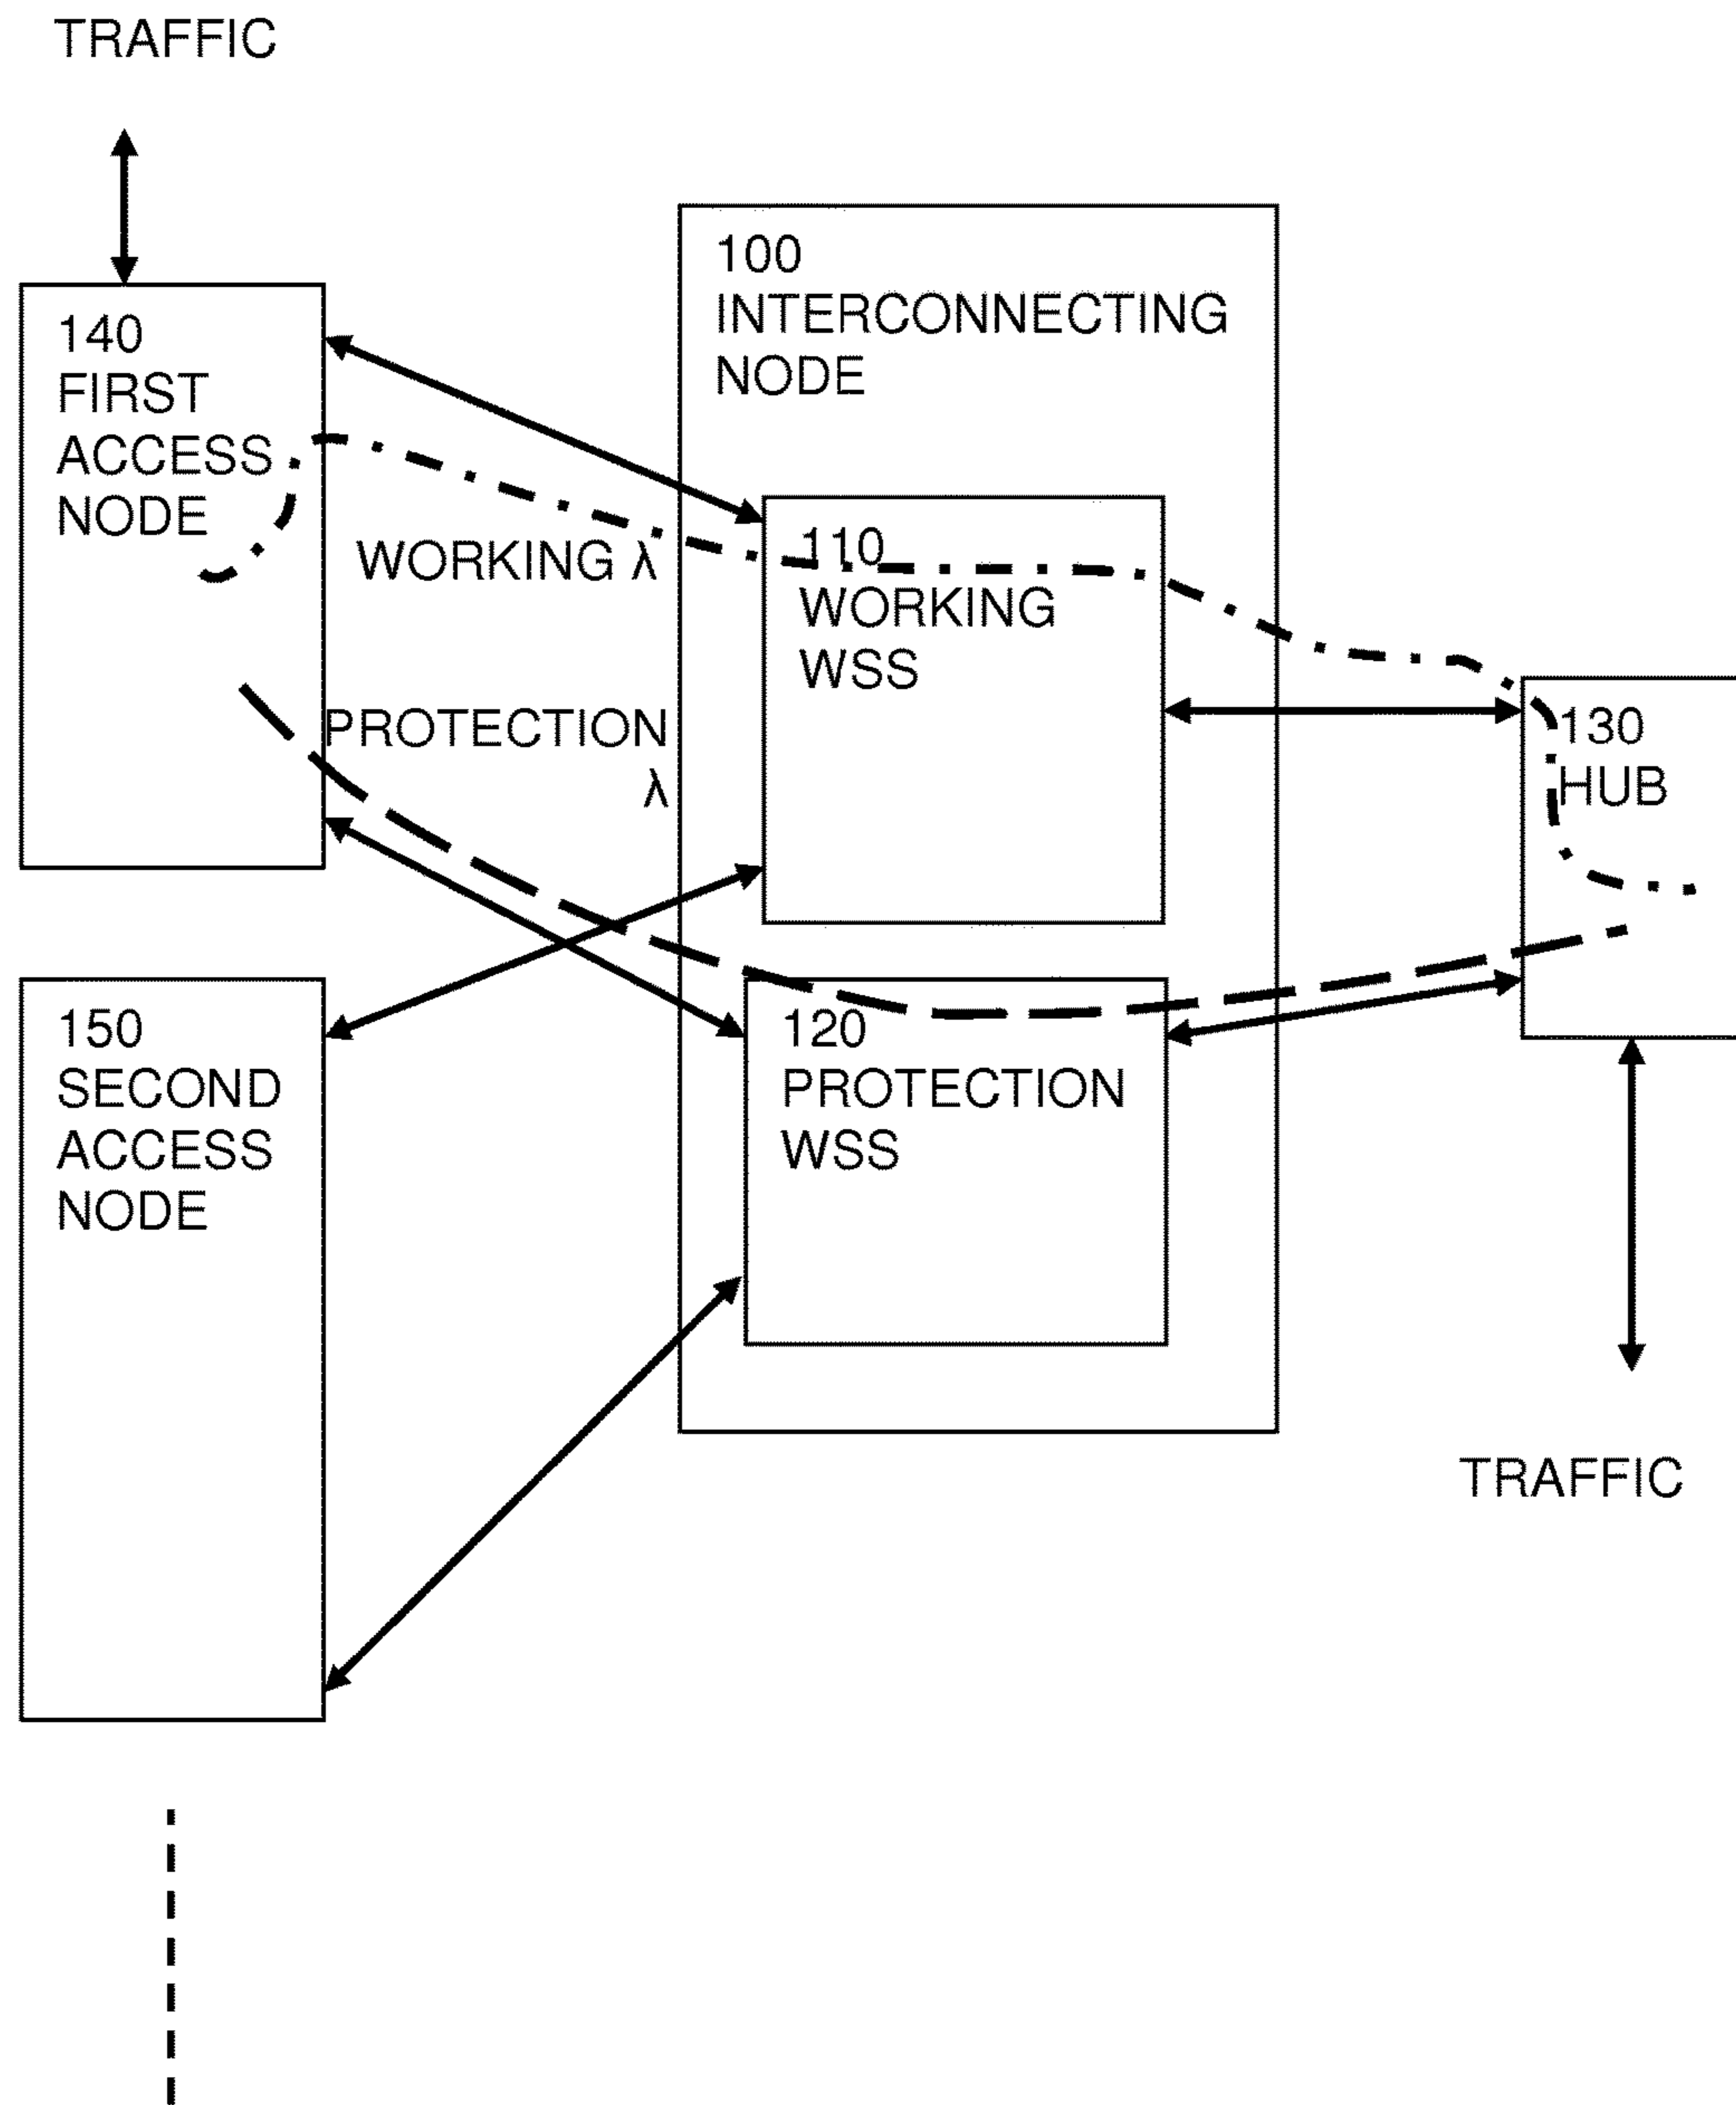 TRAFFIC
100
INTERCONNECTING
NODE
140
FIRST
ACCESS
NODE
WORKING λ
110
WORKING
WSS
PROTECTION
λ
130
HUB
150
SECOND
ACCESS
NODE
120
PROTECTION
WSS
TRAFFIC